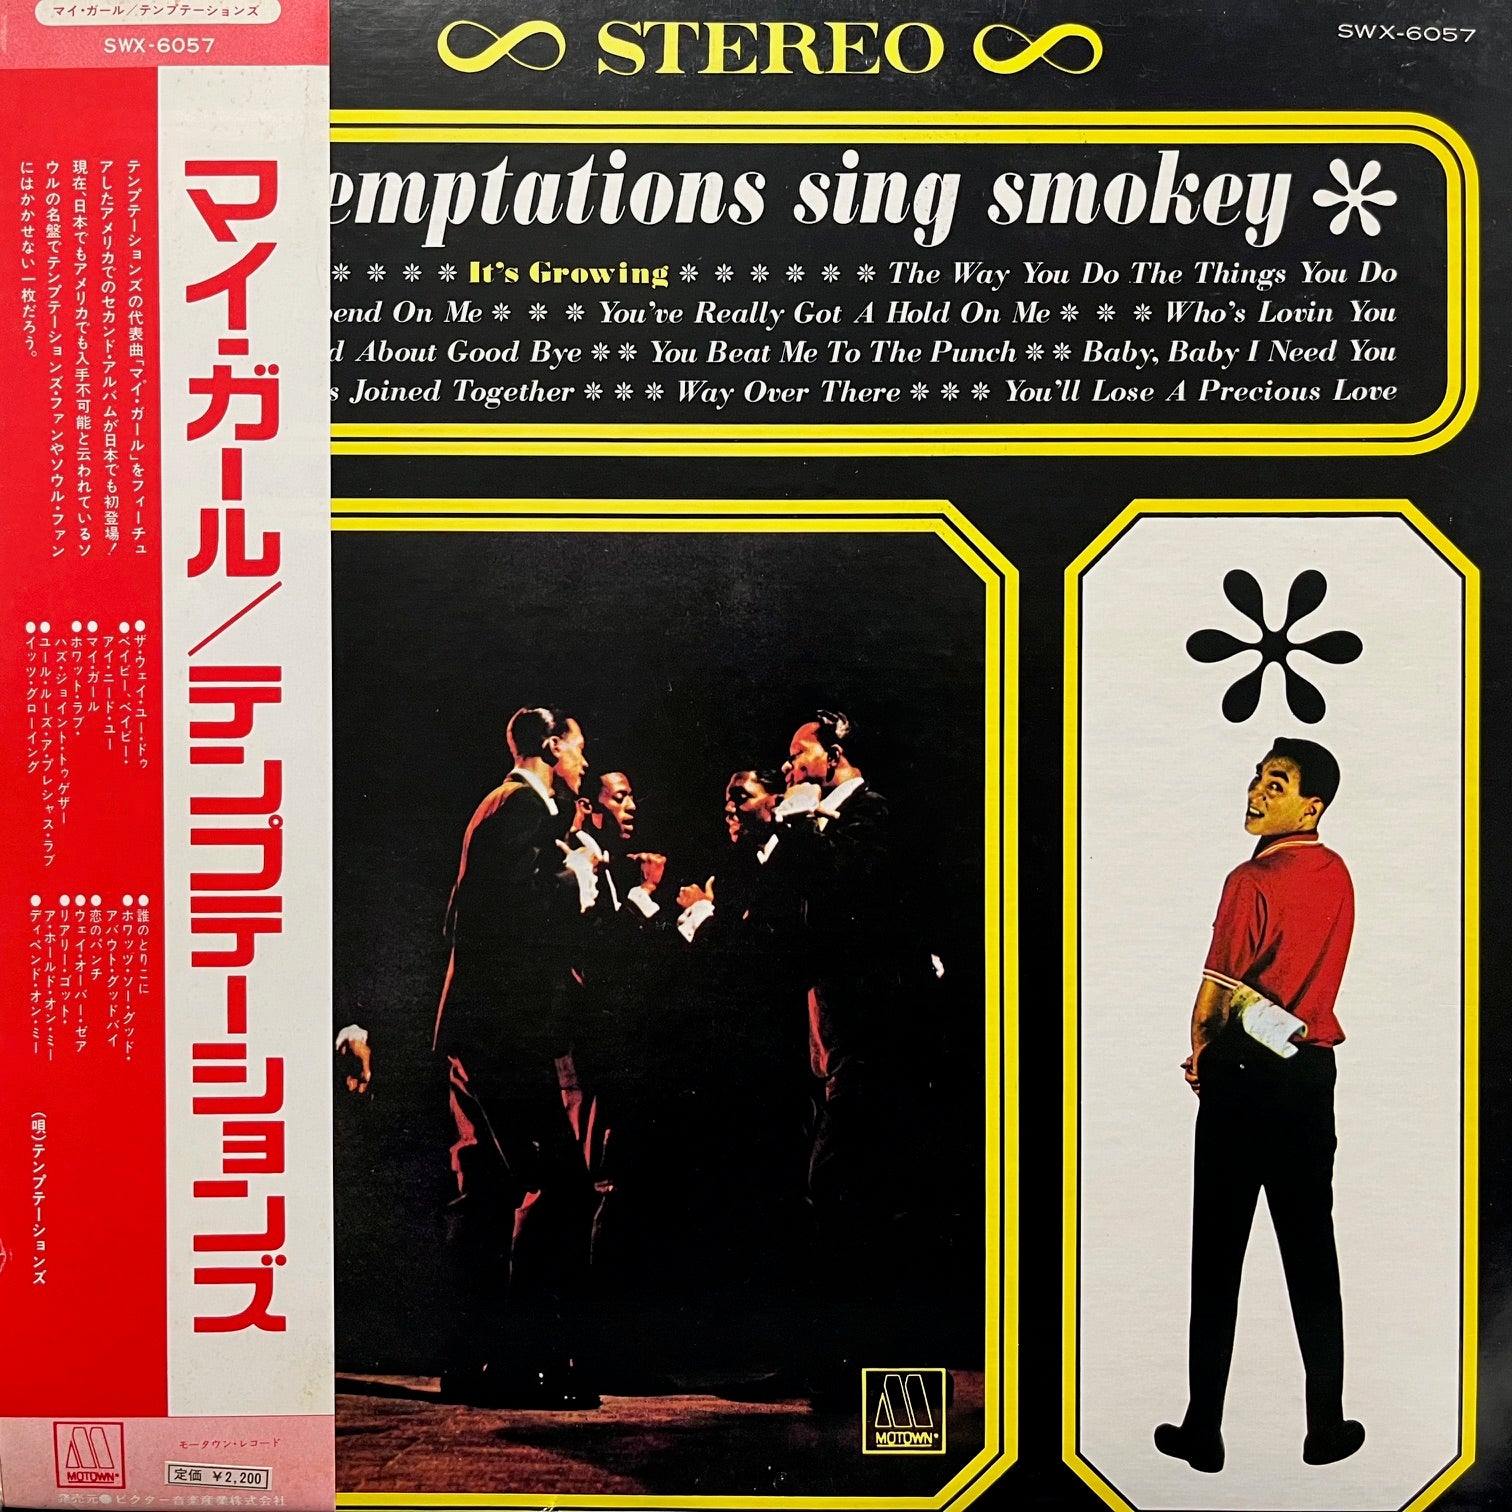 マイ・ガール/テンプテーションズ
SWX-6057
テンプテーションズの代表曲「マイ・ガール」をフィーチュ
アしたアメリカでのセカンド・アルバムが日本でも初登場！
現在、日本でもアメリカでも入手不可能と云われているソ
ウルの名盤でテンプテーションズ・ファンやソウル・ファン
にはかかせない一枚だろう。
●ザ・ウェイ・ユー・ドゥ
●ベイビー、ベイビー・
アイ・ニード・ユー
●マイ・ガール
●ホワット・ラブ・
ハズ・ジョイント・トゥゲザー
●ユール・ルーズ・ア・プレシャス・ラブ
●イッツ・グローイング
●誰のとりこに
●ホワッツ・ソー・グッド・
アバウト・グッドバイ
●恋のパンチ
●ウェイ・オーバー・ゼア
●リアリー・ゴット・
ア・ホールド・オン・ミー
●ディペンド・オン・ミー
(唄)テンプテーションズ
マイ・ガール/テンプテーションズ
MOTOWN
モータウン・レコード
定価 ¥2,200
発売元●ビクター音楽産業株式会社
STEREO
SWX-6057
emptations sing smokey
It's Growing The Way You Do The Things You Do
pend On Me You've Really Got A Hold On Me Who's Lovin You
d About Good Bye You Beat Me To The Punch Baby, Baby I Need You
s Joined Together Way Over There You'll Lose A Precious Love
MOTOWN